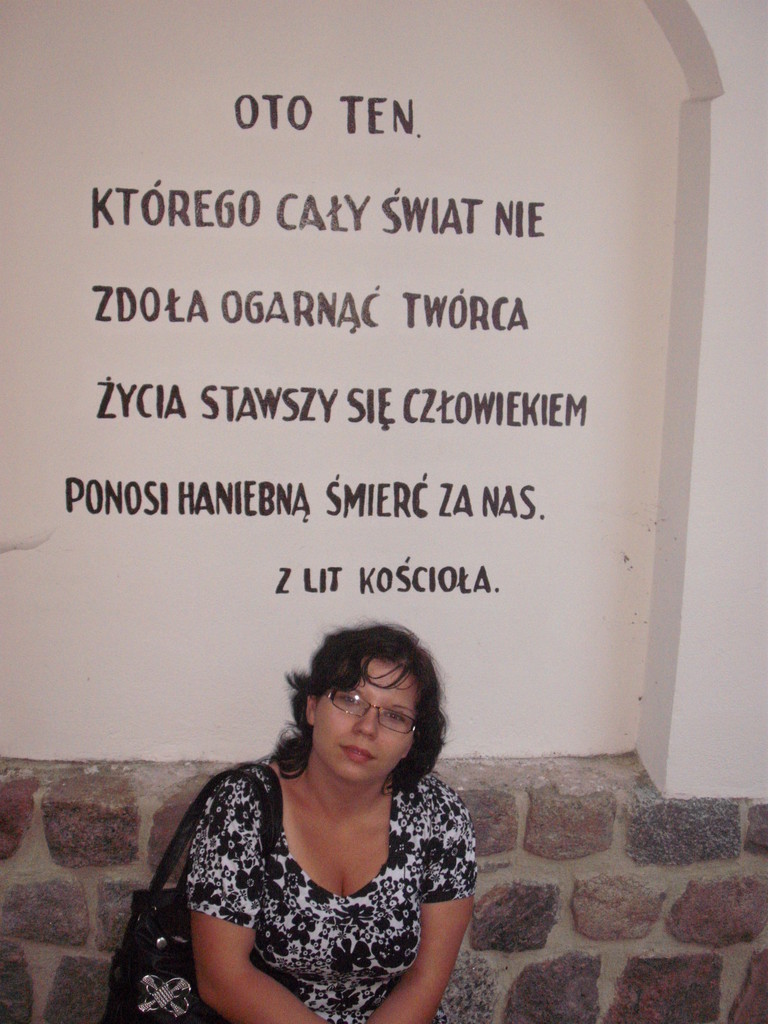 OTO TEN.
KTÓREGO CAŁY ŚWIAT NIE
ZDOŁA OGARNĄĆ TWÓRCA
ŻYCIA STAWSZY SIĘ CZŁOWIEKIEM
PONOSI HANIEBNĄ ŚMIERĆ ZA NAS.
Z LIT KOŚCIOŁA.